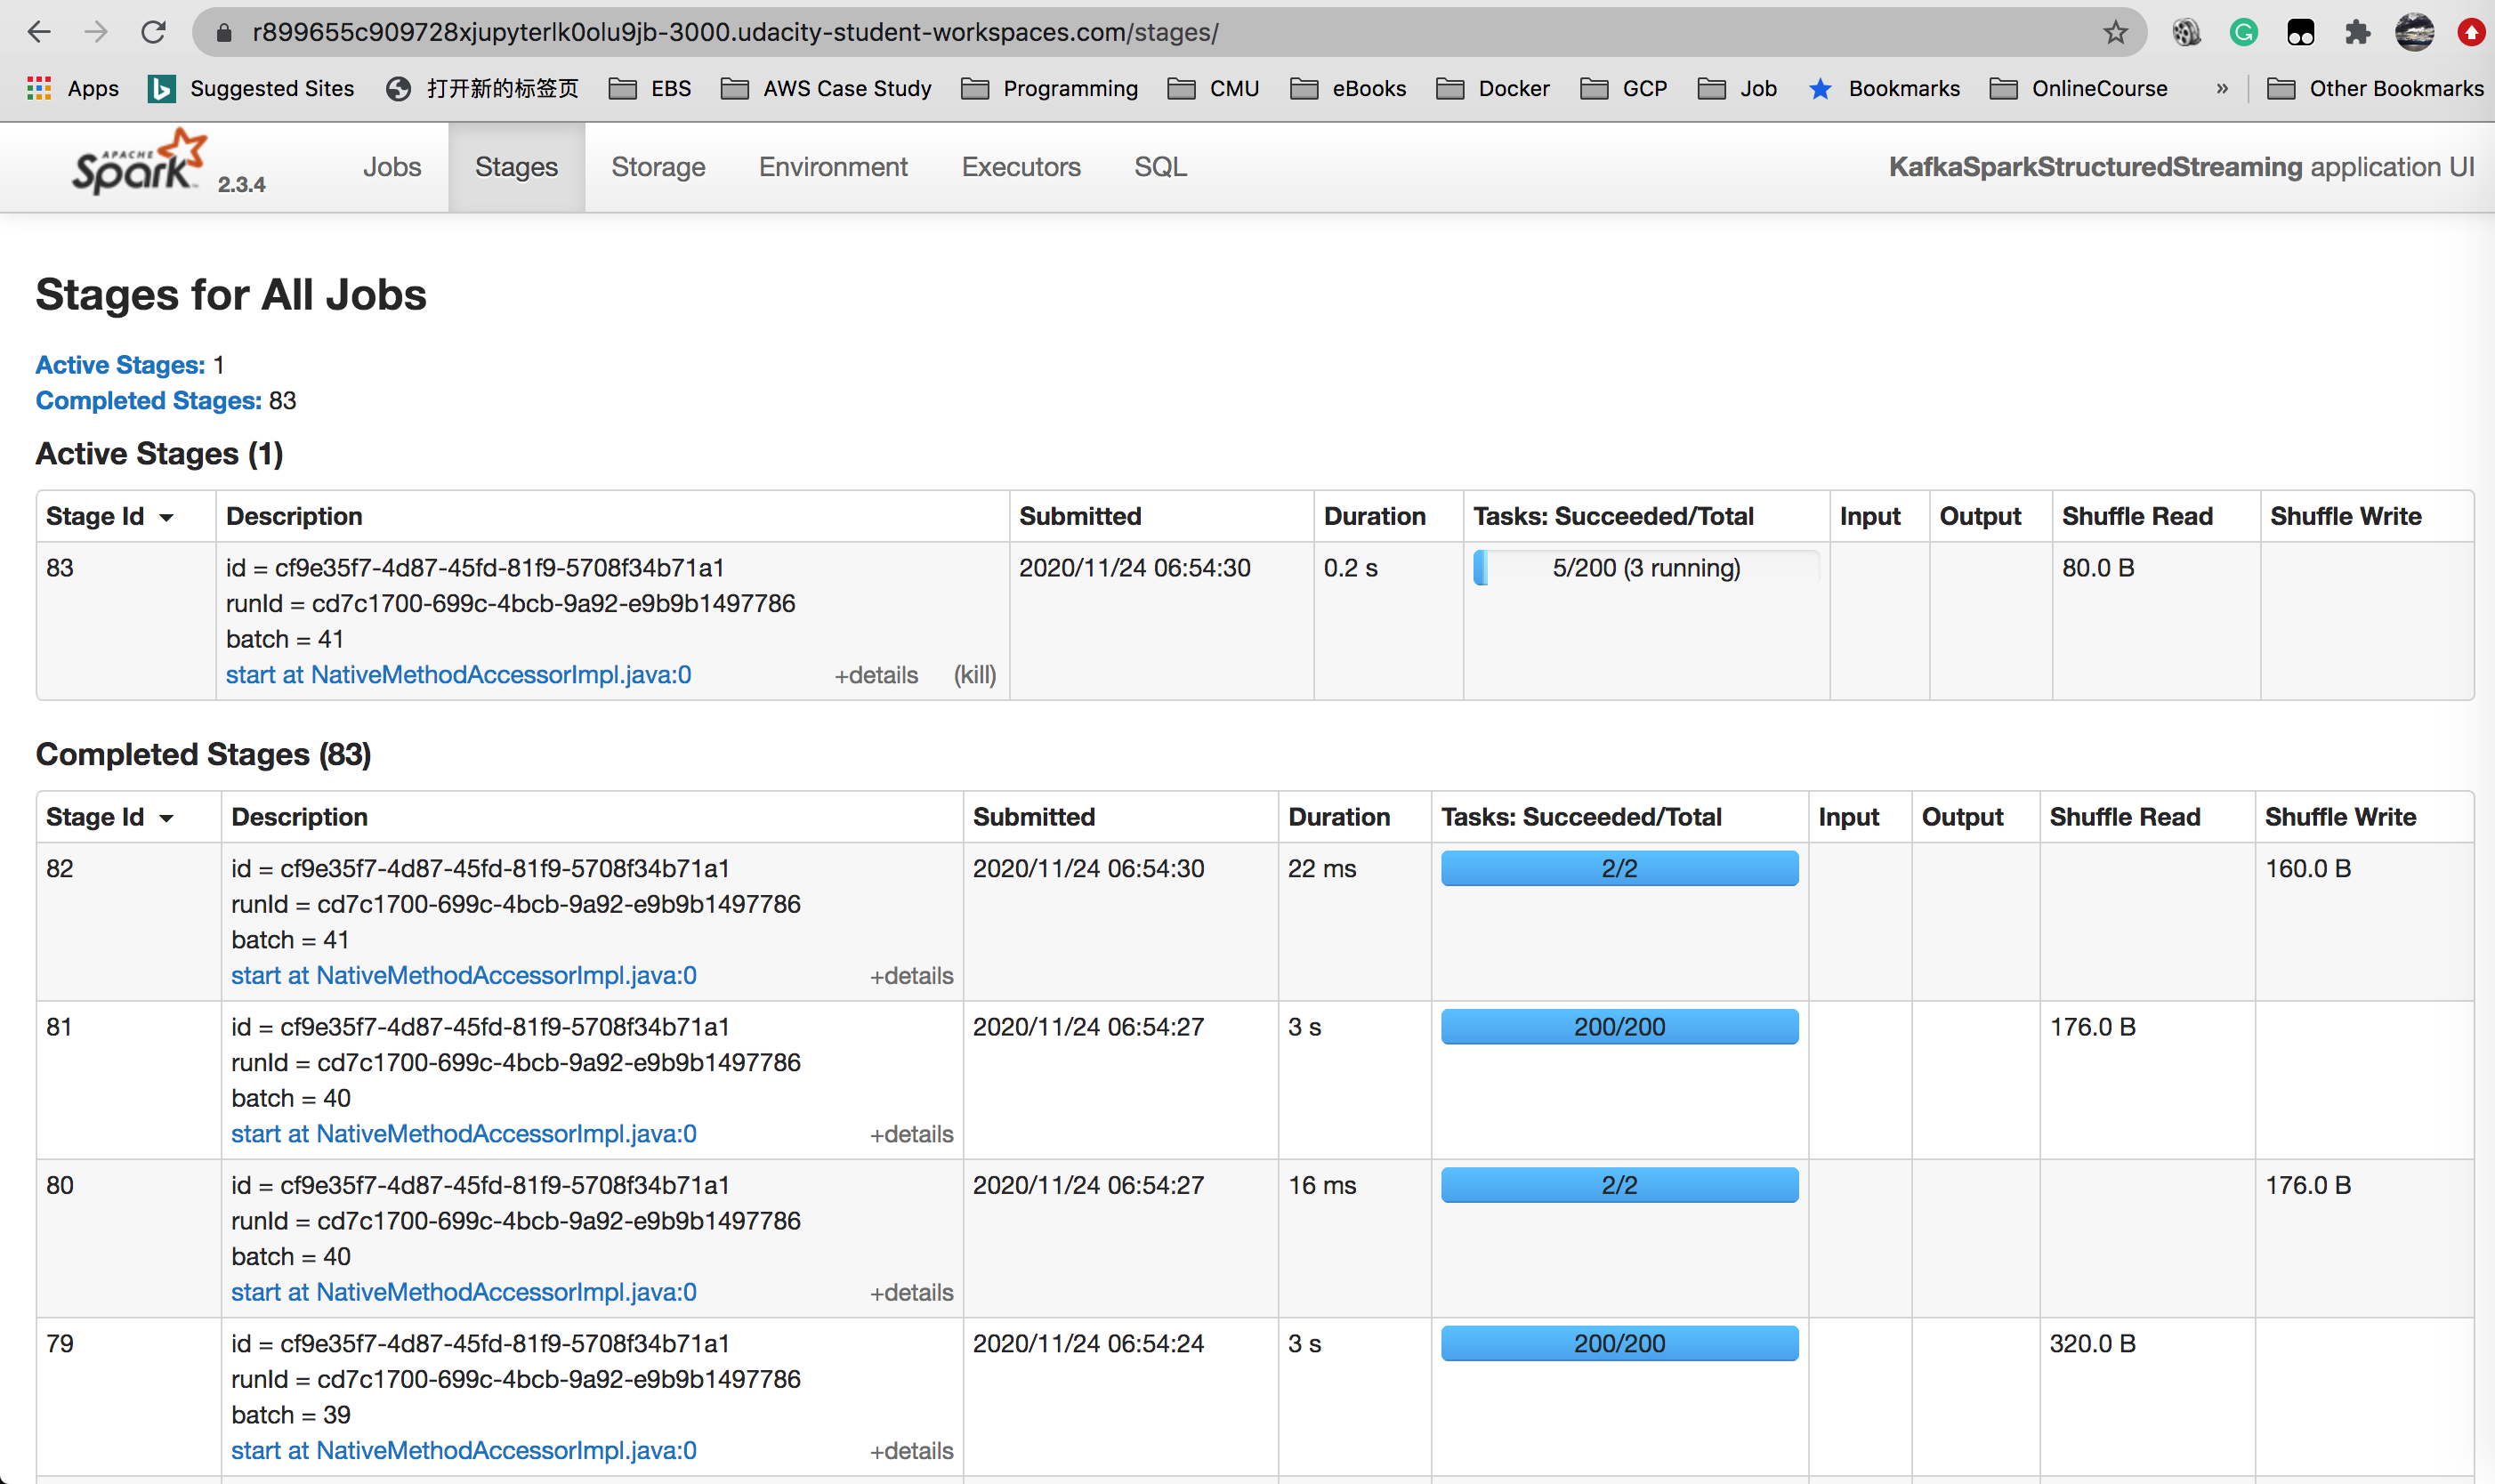 r899655c909728xjupyterlk0olu9jb-3000.udacity-student-workspaces.com/stages/
Apps Suggested Sites 打开新的标签页 EBS AWS Case Study Programming CMU eBooks Docker GCP Job Bookmarks OnlineCourse » Other Bookmarks
APACHE Spark 2.3.4 Jobs Stages Storage Environment Executors SQL KafkaSparkStructuredStreaming application UI
Stages for All Jobs
Active Stages: 1
Completed Stages: 83
Active Stages (1)
Stage Id Description Submitted Duration Tasks: Succeeded/Total Input Output Shuffle Read Shuffle Write
83 id = cf9e35f7-4d87-45fd-81f9-5708f34b71a1 2020/11/24 06:54:30 0.2 s 5/200 (3 running) 80.0 B
runId = cd7c1700-699c-4bcb-9a92-e9b9b1497786
batch = 41
start at NativeMethodAccessorImpl.java:0 +details (kill)
Completed Stages (83)
Stage Id Description Submitted Duration Tasks: Succeeded/Total Input Output Shuffle Read Shuffle Write
82 id = cf9e35f7-4d87-45fd-81f9-5708f34b71a1 2020/11/24 06:54:30 22 ms 2/2 160.0 B
runId = cd7c1700-699c-4bcb-9a92-e9b9b1497786
batch = 41
start at NativeMethodAccessorImpl.java:0 +details
81 id = cf9e35f7-4d87-45fd-81f9-5708f34b71a1 2020/11/24 06:54:27 3 s 200/200 176.0 B
runId = cd7c1700-699c-4bcb-9a92-e9b9b1497786
batch = 40
start at NativeMethodAccessorImpl.java:0 +details
80 id = cf9e35f7-4d87-45fd-81f9-5708f34b71a1 2020/11/24 06:54:27 16 ms 2/2 176.0 B
runId = cd7c1700-699c-4bcb-9a92-e9b9b1497786
batch = 40
start at NativeMethodAccessorImpl.java:0 +details
79 id = cf9e35f7-4d87-45fd-81f9-5708f34b71a1 2020/11/24 06:54:24 3 s 200/200 320.0 B
runId = cd7c1700-699c-4bcb-9a92-e9b9b1497786
batch = 39
start at NativeMethodAccessorImpl.java:0 +details